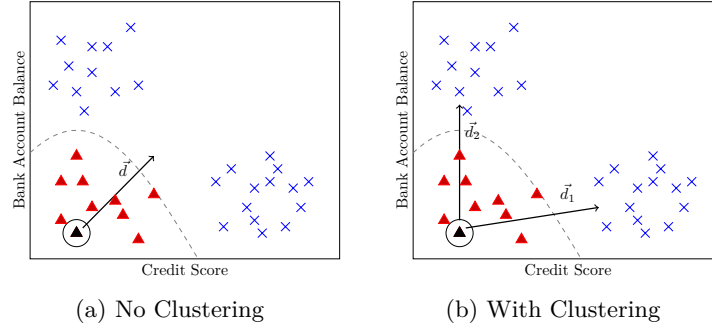 Bank Account Balance
d⃗
Credit Score
(a) No Clustering
Bank Account Balance
d⃗₂
d⃗₁
Credit Score
(b) With Clustering